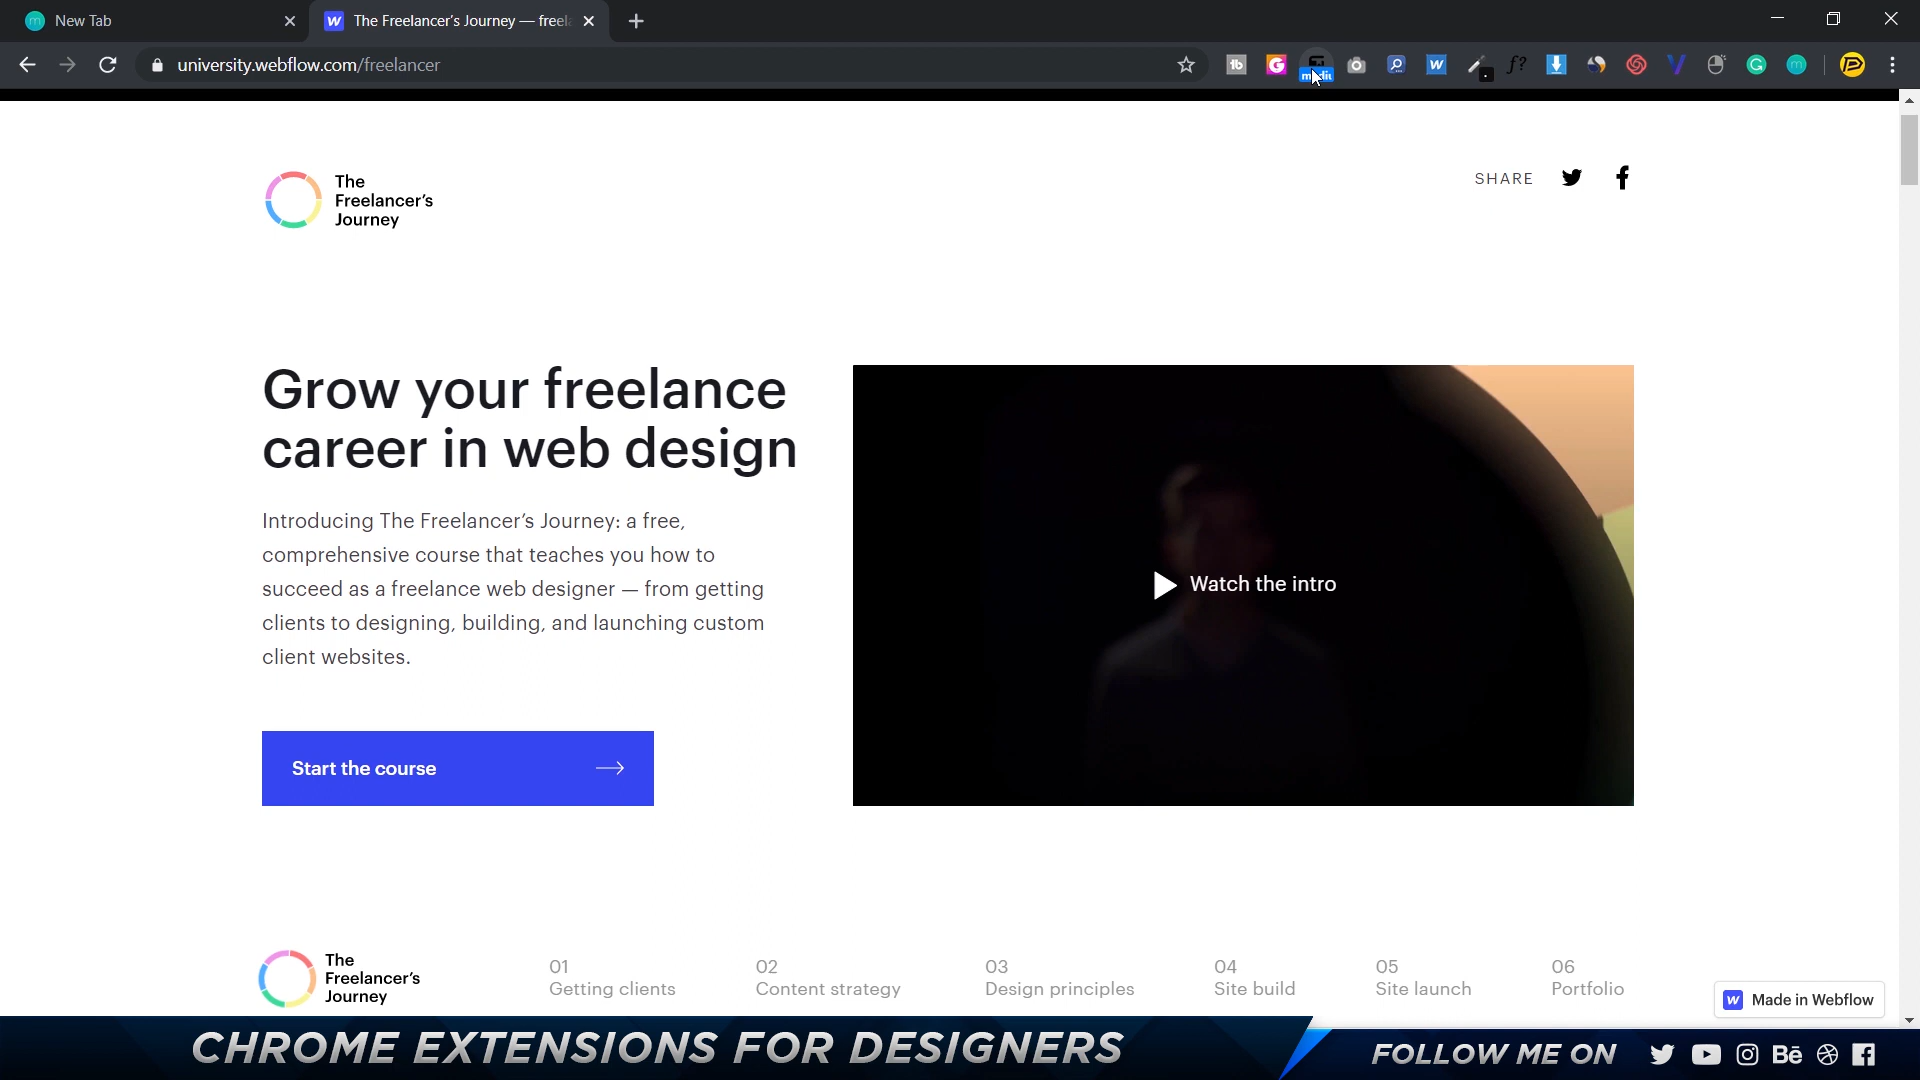 New Tab
The Freelancer's Journey — freel
university.webflow.com/freelancer
The
Freelancer's
Journey
SHARE
Grow your freelance
career in web design
Introducing The Freelancer's Journey: a free,
comprehensive course that teaches you how to
succeed as a freelance web designer — from getting
clients to designing, building, and launching custom
client websites.
Watch the intro
Start the course
The
Freelancer's
Journey
01
Getting clients
02
Content strategy
03
Design principles
04
Site build
05
Site launch
06
Portfolio
Made in Webflow
CHROME EXTENSIONS FOR DESIGNERS
FOLLOW ME ON